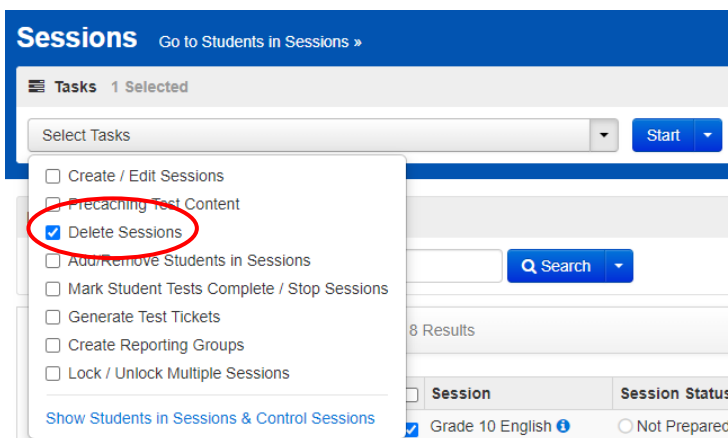 Sessions Go to Students in Sessions »
Tasks 1 Selected
Select Tasks Start
Create / Edit Sessions
Precaching Test Content
Delete Sessions
Add/Remove Students in Sessions
Search
Mark Student Tests Complete / Stop Sessions
Generate Test Tickets
8 Results
Create Reporting Groups
Lock / Unlock Multiple Sessions
Session Session Status
Show Students in Sessions & Control Sessions
Grade 10 English Not Prepared